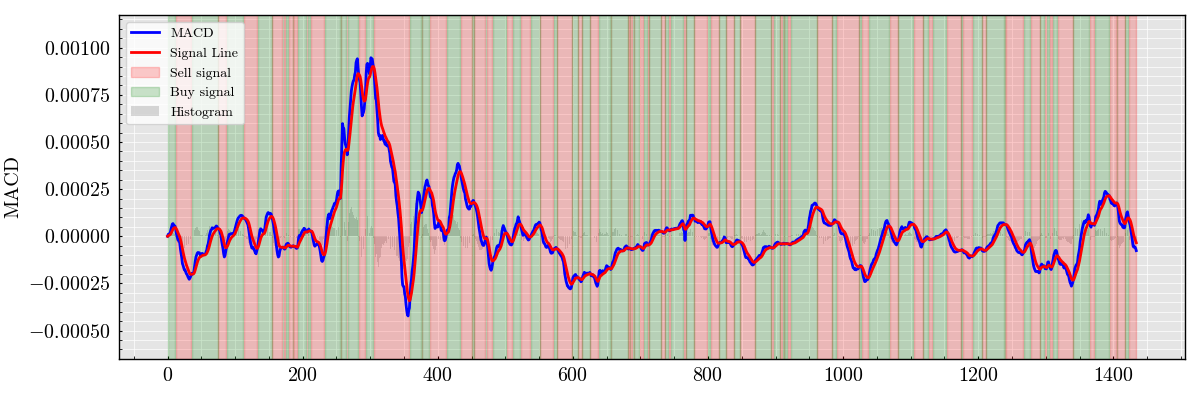 MACD
Signal Line
Sell signal
Buy signal
Histogram
MACD
0.00100
0.00075
0.00050
0.00025
0.00000
−0.00025
−0.00050
0 200 400 600 800 1000 1200 1400